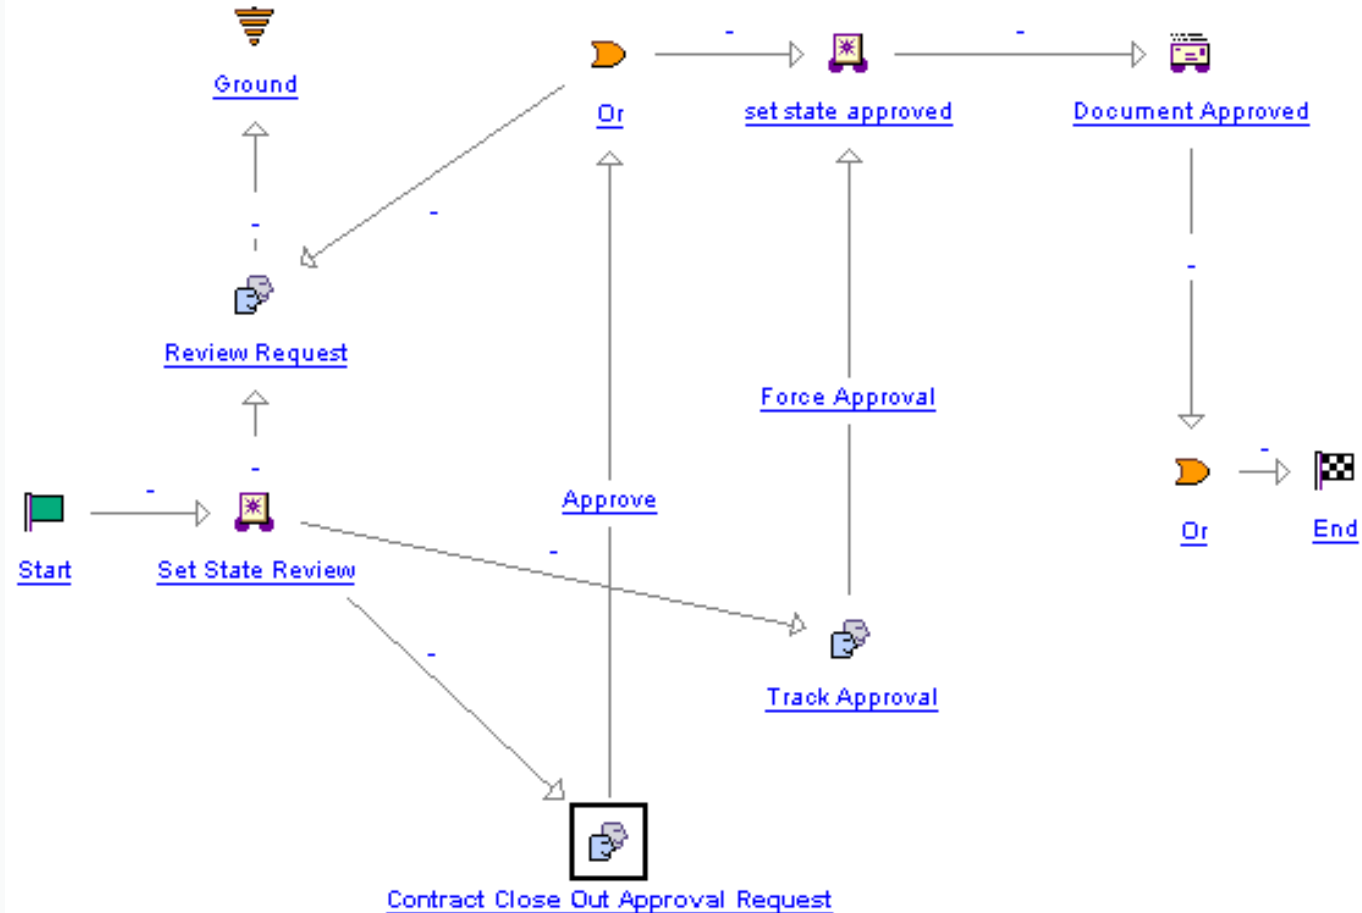 Ground
Or
set state approved
Document Approved
Review Request
Force Approval
Approve
Start
Set State Review
Or
End
Track Approval
Contract Close Out Approval Request